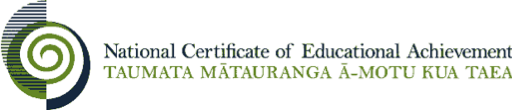 National Certificate of Educational Achievement
TAUMATA MĀTAURANGA Ā-MOTU KUA TAEA